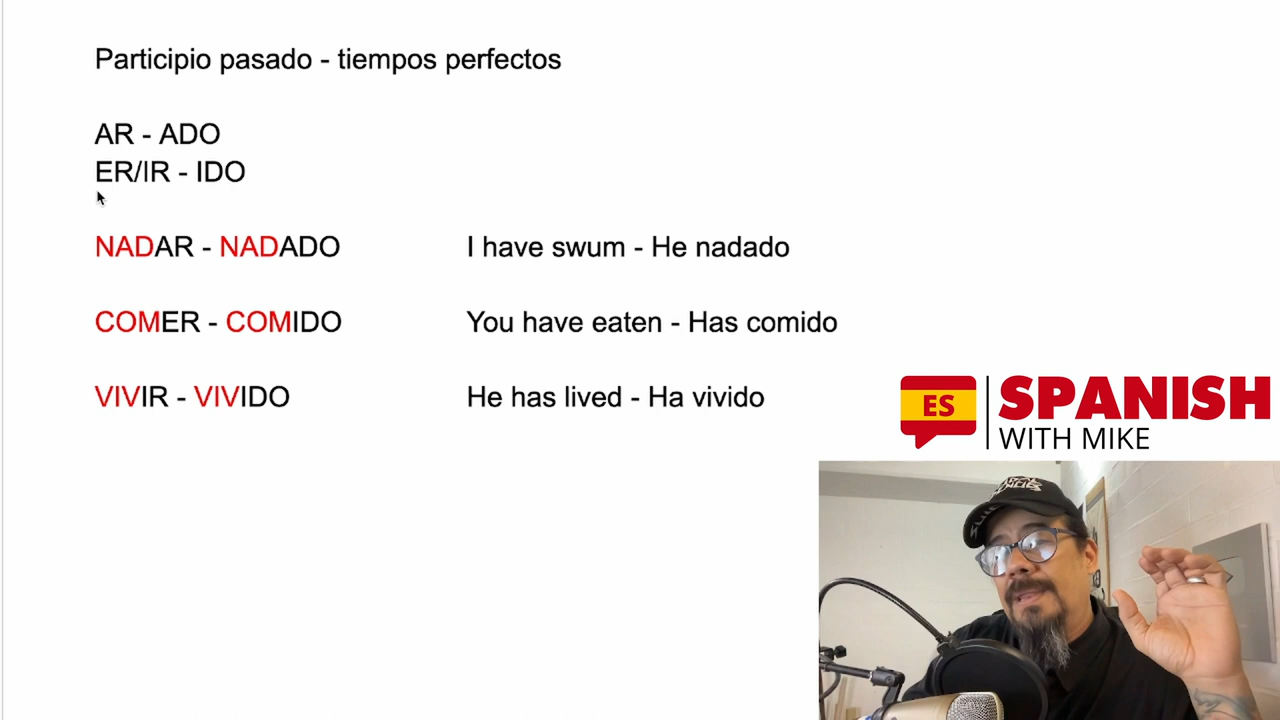 Participio pasado - tiempos perfectos
AR - ADO
ER/IR - IDO
NADAR - NADADO I have swum - He nadado
COMER - COMIDO You have eaten - Has comido
VIVIR - VIVIDO He has lived - Ha vivido
ES SPANISH
WITH MIKE